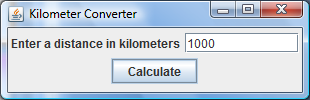 Kilometer Converter
Enter a distance in kilometers 1000
Calculate